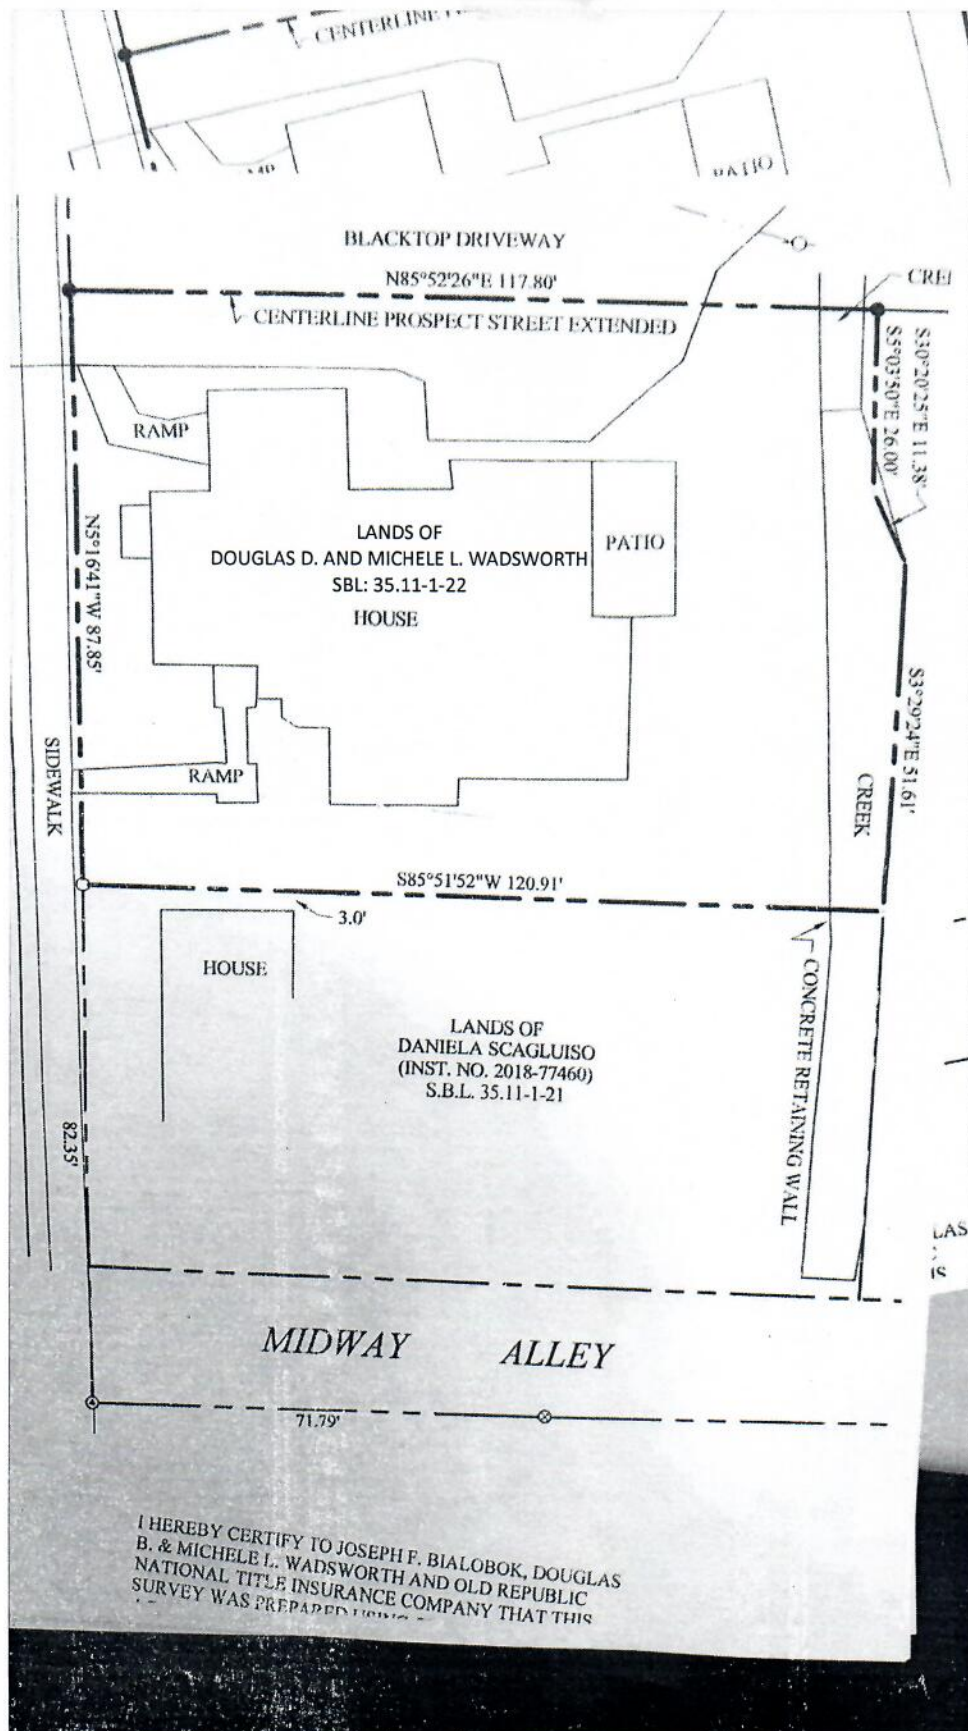 CENTERLINE
PATIO
BLACKTOP DRIVEWAY
N85°52'26"E 117.80'
CENTERLINE PROSPECT STREET EXTENDED
S30°20'25"E 11.38'
S5°03'50"E 26.00'
RAMP
LANDS OF
DOUGLAS D. AND MICHELE L. WADSWORTH
SBL: 35.11-1-22
HOUSE
PATIO
N5°16'41"W 87.85'
S3°29'24"E 51.61'
SIDEWALK
RAMP
CREEK
S85°51'52"W 120.91'
3.0'
HOUSE
CONCRETE RETAINING WALL
LANDS OF
DANIELA SCAGLUISO
(INST. NO. 2018-77460)
S.B.L. 35.11-1-21
82.35'
LAS
IS
MIDWAY ALLEY
71.79'
I HEREBY CERTIFY TO JOSEPH F. BIALOBOK, DOUGLAS
B. & MICHELE L. WADSWORTH AND OLD REPUBLIC
NATIONAL TITLE INSURANCE COMPANY THAT THIS
SURVEY WAS PREPARED USING